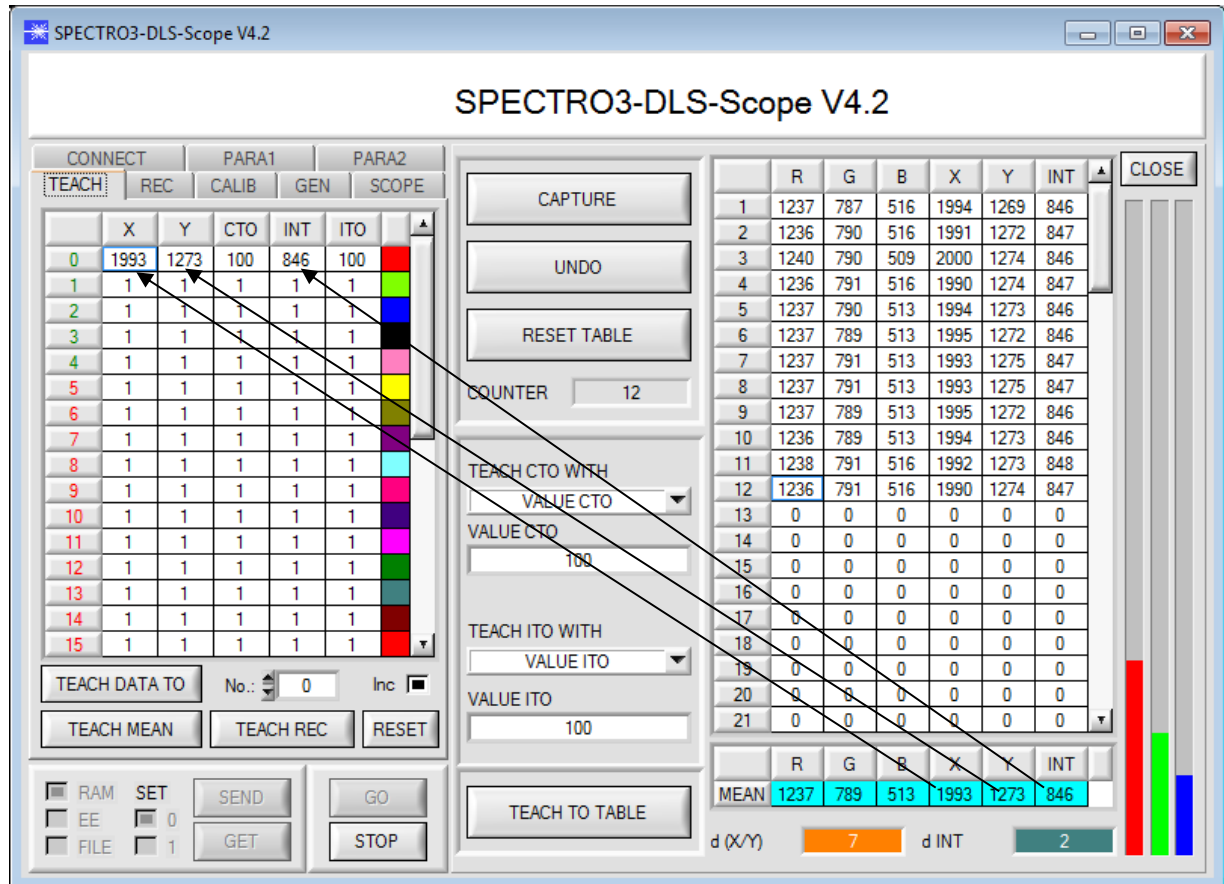 SPECTRO3-DLS-Scope V4.2
SPECTRO3-DLS-Scope V4.2
CONNECT PARA1 PARA2
TEACH REC CALIB GEN SCOPE
X Y CTO INT ITO
0 1993 1273 100 846 100
1 1 1 1 1 1
2 1 1 1 1 1
3 1 1 1 1 1
4 1 1 1 1 1
5 1 1 1 1 1
6 1 1 1 1 1
7 1 1 1 1 1
8 1 1 1 1 1
9 1 1 1 1 1
10 1 1 1 1 1
11 1 1 1 1 1
12 1 1 1 1 1
13 1 1 1 1 1
14 1 1 1 1 1
15 1 1 1 1 1
TEACH DATA TO No.: 0 Inc
TEACH MEAN TEACH REC RESET
RAM SET SEND GO
EE 0
FILE 1 GET STOP
CAPTURE
UNDO
RESET TABLE
COUNTER 12
TEACH CTO WITH
VALUE CTO
VALUE CTO
100
TEACH ITO WITH
VALUE ITO
VALUE ITO
100
TEACH TO TABLE
R G B X Y INT
1 1237 787 516 1994 1269 846
2 1236 790 516 1991 1272 847
3 1240 790 509 2000 1274 846
4 1236 791 516 1990 1274 847
5 1237 790 513 1994 1273 846
6 1237 789 513 1995 1272 846
7 1237 791 513 1993 1275 847
8 1237 791 513 1993 1275 847
9 1237 789 513 1995 1272 846
10 1236 789 513 1994 1273 846
11 1238 791 516 1992 1273 848
12 1236 791 516 1990 1274 847
13 0 0 0 0 0 0
14 0 0 0 0 0 0
15 0 0 0 0 0 0
16 0 0 0 0 0 0
17 0 0 0 0 0 0
18 0 0 0 0 0 0
19 0 0 0 0 0 0
20 0 0 0 0 0 0
21 0 0 0 0 0 0
R G B X Y INT
MEAN 1237 789 513 1993 1273 846
d (X/Y) 7 d INT 2
CLOSE